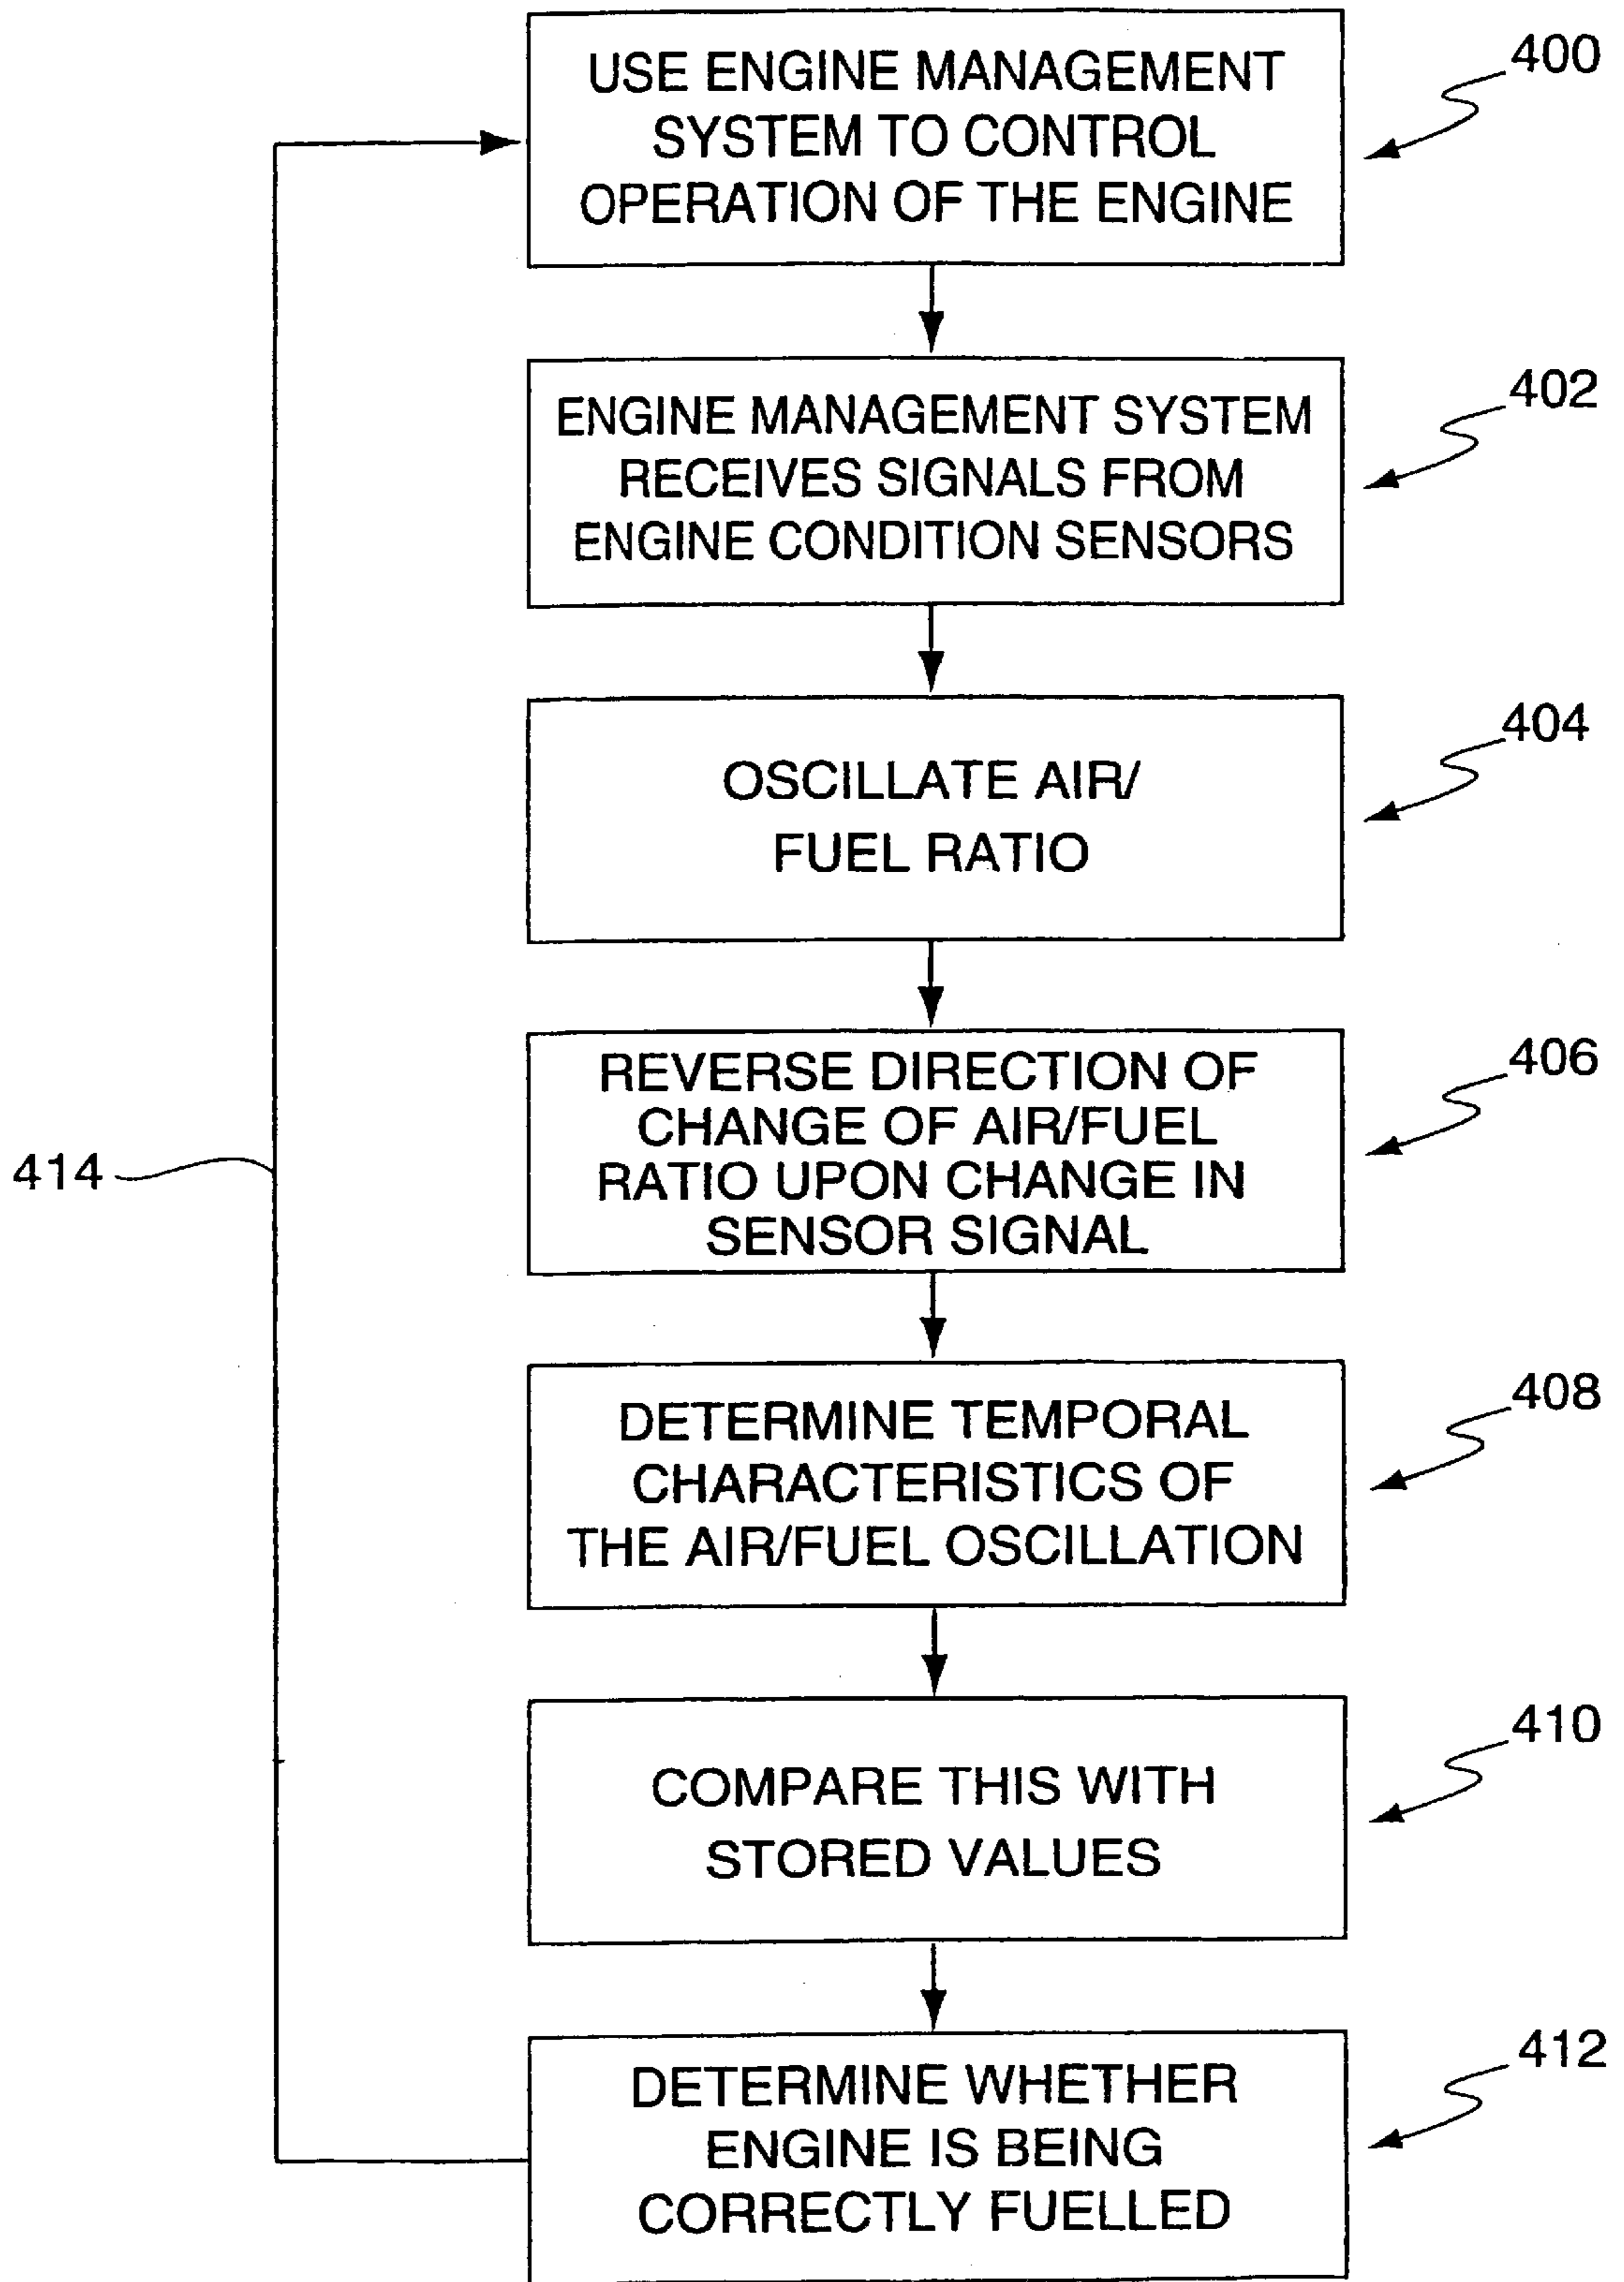 USE ENGINE MANAGEMENT
SYSTEM TO CONTROL
OPERATION OF THE ENGINE
400
ENGINE MANAGEMENT SYSTEM
RECEIVES SIGNALS FROM
ENGINE CONDITION SENSORS
402
OSCILLATE AIR/
FUEL RATIO
404
REVERSE DIRECTION OF
CHANGE OF AIR/FUEL
RATIO UPON CHANGE IN
SENSOR SIGNAL
406
414
DETERMINE TEMPORAL
CHARACTERISTICS OF
THE AIR/FUEL OSCILLATION
408
COMPARE THIS WITH
STORED VALUES
410
DETERMINE WHETHER
ENGINE IS BEING
CORRECTLY FUELLED
412